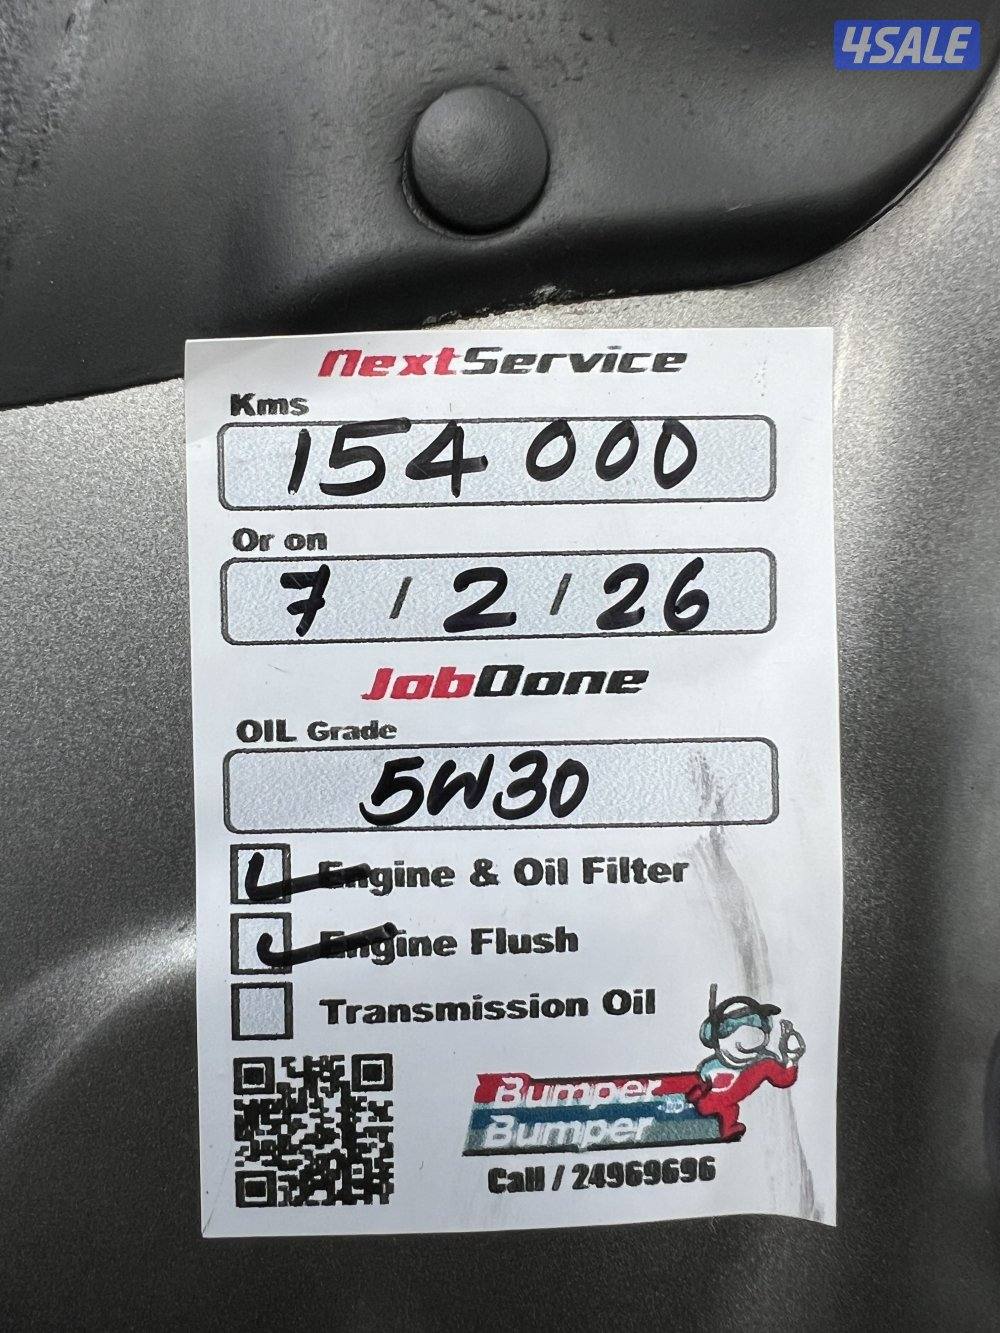 4SALE
NextService
Kms
154 000
Or on
7 / 2 / 26
JobDone
OIL Grade
5W30
Engine & Oil Filter
Engine Flush
Transmission Oil
Bumper
Bumper
Call / 24969696